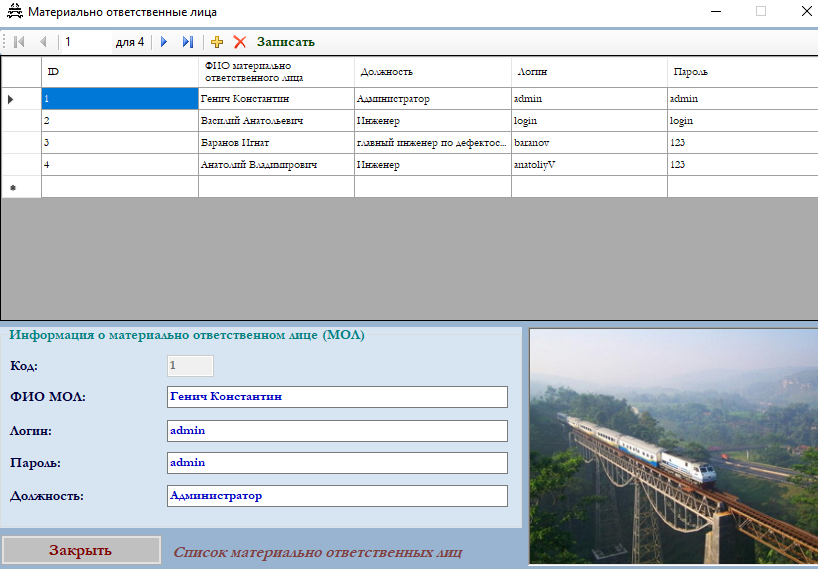 Материально ответственные лица
1 для 4 Записать
ID ФИО материально ответственного лица Должность Логин Пароль
1 Генич Константин Администратор admin admin
2 Василий Анатольевич Инженер login login
3 Баранов Игнат главный инженер по дефектос... baranov 123
4 Анатолий Владимирович Инженер anatoliyV 123
Информация о материально ответственном лице (МОЛ)
Код: 1
ФИО МОЛ: Генич Константин
Логин: admin
Пароль: admin
Должность: Администратор
Закрыть Список материально ответственных лиц